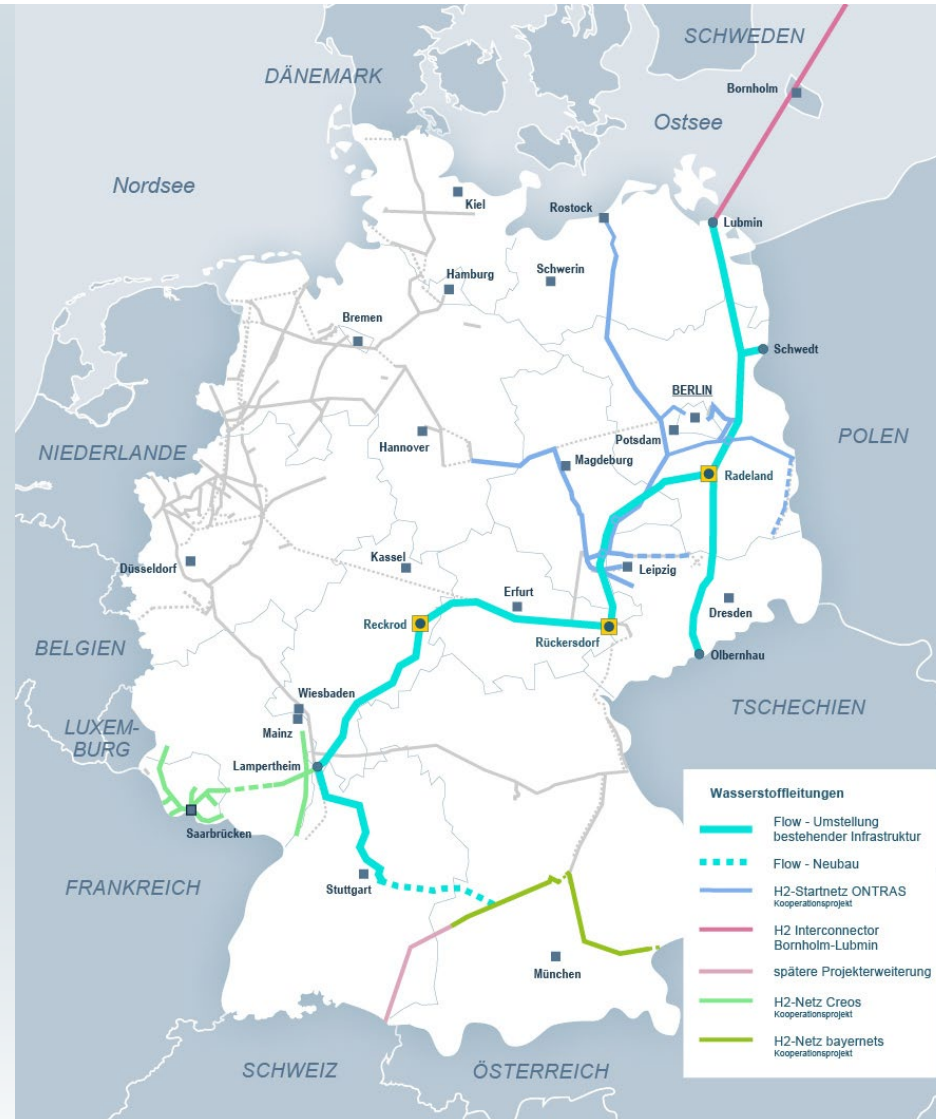 SCHWEDEN
DÄNEMARK
Bornholm
Ostsee
Nordsee
Kiel
Rostock
Lubmin
Schwerin
Hamburg
Bremen
Schwedt
BERLIN
Potsdam
NIEDERLANDE
Hannover
POLEN
Magdeburg
Radeland
Kassel
Düsseldorf
Leipzig
Erfurt
Dresden
Reckrod
Rückersdorf
BELGIEN
Olbernhau
Wiesbaden
TSCHECHIEN
LUXEM-
BURG
Mainz
Lampertheim
Saarbrücken
FRANKREICH
Stuttgart
München
SCHWEIZ
ÖSTERREICH
Wasserstoffleitungen
Flow - Umstellung
bestehender Infrastruktur
Flow - Neubau
H2-Startnetz ONTRAS
Kooperationsprojekt
H2 Interconnector
Bornholm-Lubmin
spätere Projekterweiterung
H2-Netz Creos
Kooperationsprojekt
H2-Netz bayernets
Kooperationsprojekt